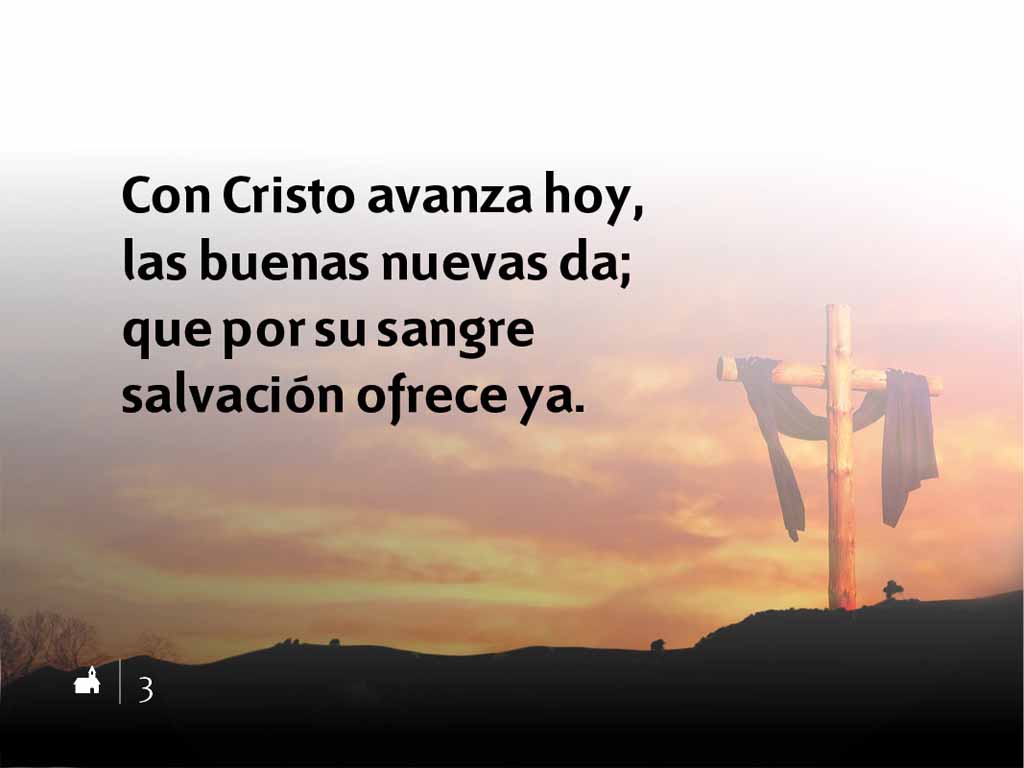 Con Cristo avanza hoy,
las buenas nuevas da;
que por su sangre
salvación ofrece ya.
3